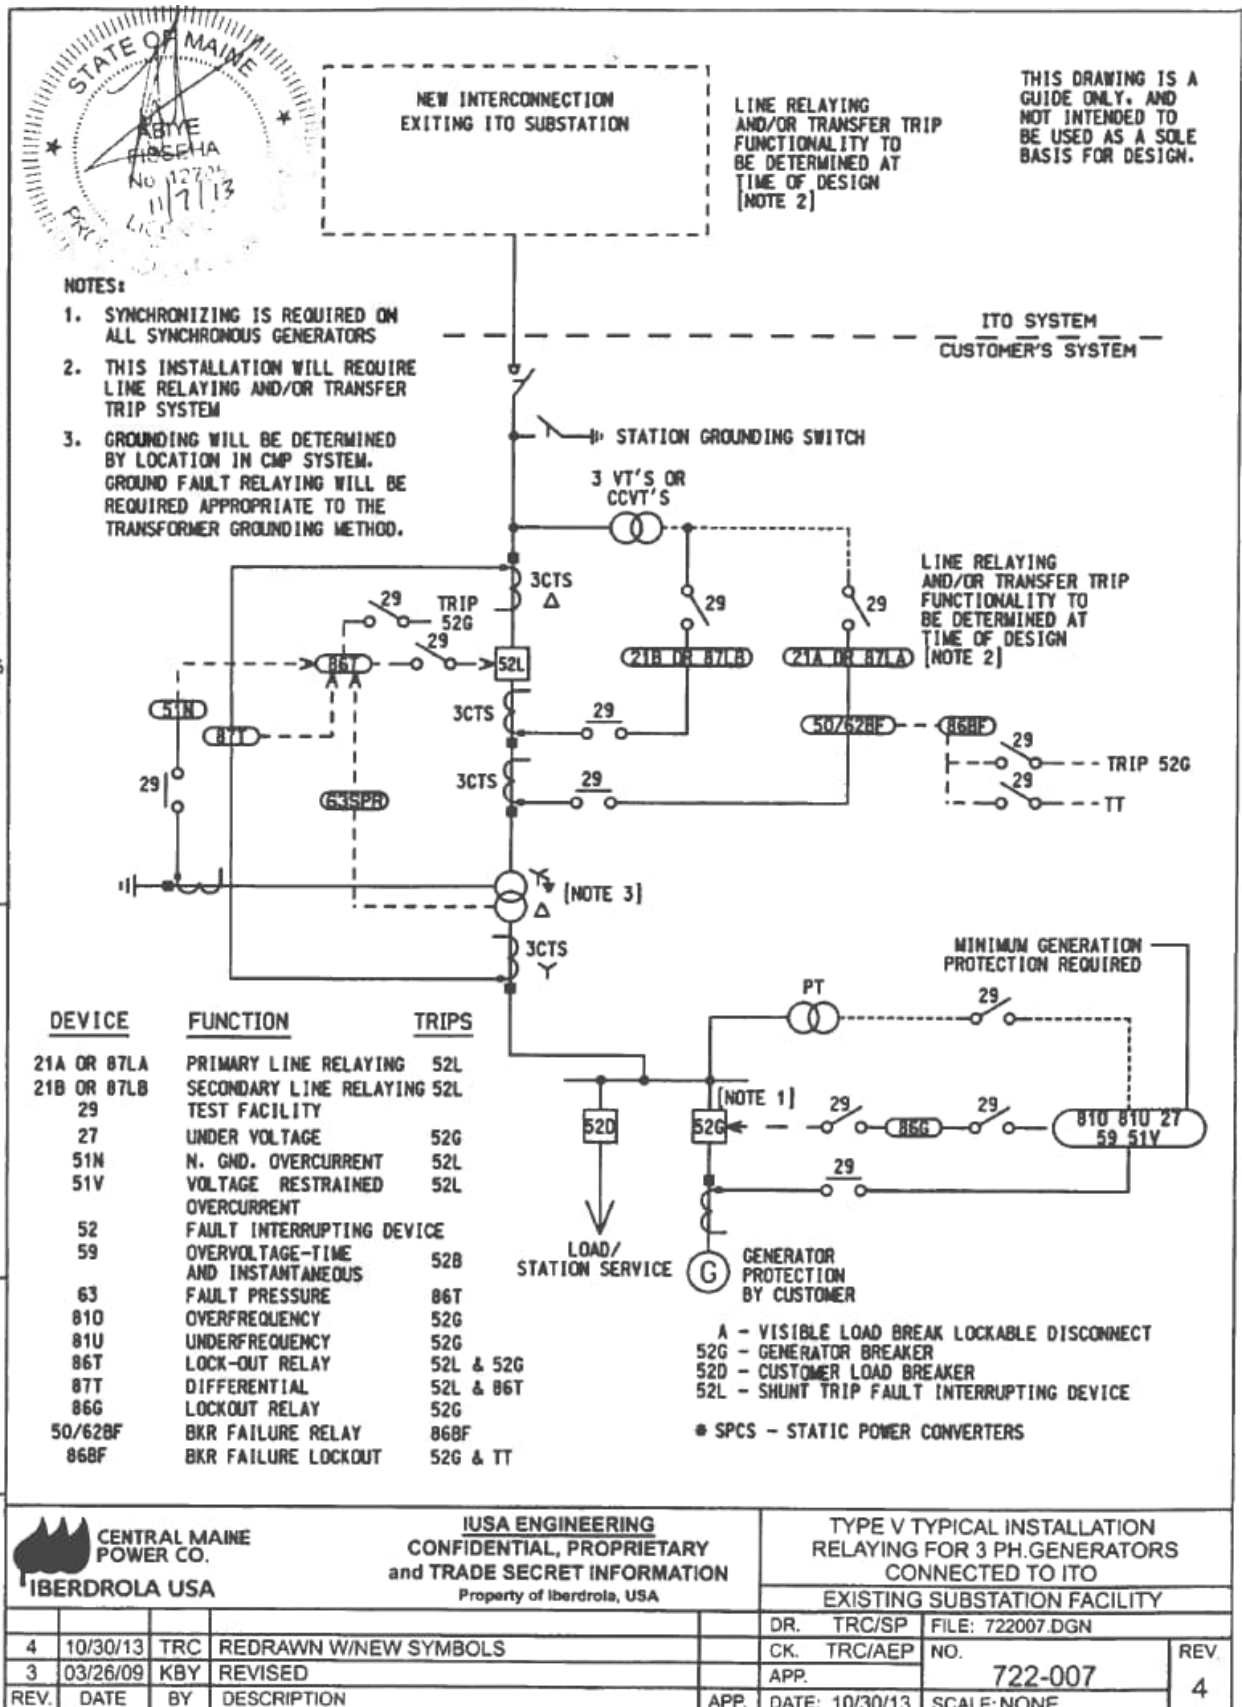 STATE OF MAINE
ABIYE
FISSEHA
No.
11/7/13
NEW INTERCONNECTION
EXITING ITO SUBSTATION
LINE RELAYING
AND/OR TRANSFER TRIP
FUNCTIONALITY TO
BE DETERMINED AT
TIME OF DESIGN
[NOTE 2]
THIS DRAWING IS A
GUIDE ONLY. AND
NOT INTENDED TO
BE USED AS A SOLE
BASIS FOR DESIGN.
NOTES:
1. SYNCHRONIZING IS REQUIRED ON
ALL SYNCHRONOUS GENERATORS
2. THIS INSTALLATION WILL REQUIRE
LINE RELAYING AND/OR TRANSFER
TRIP SYSTEM
3. GROUNDING WILL BE DETERMINED
BY LOCATION IN CMP SYSTEM.
GROUND FAULT RELAYING WILL BE
REQUIRED APPROPRIATE TO THE
TRANSFORMER GROUNDING METHOD.
ITO SYSTEM
CUSTOMER'S SYSTEM
STATION GROUNDING SWITCH
3 VT'S OR
CCVT'S
3CTS
Δ
29
TRIP
52G
29
86T
52L
51N
87T
29
63SPR
3CTS
29
3CTS
29
29
29
21B OR 87LB
21A OR 87LA
LINE RELAYING
AND/OR TRANSFER TRIP
FUNCTIONALITY TO
BE DETERMINED AT
TIME OF DESIGN
[NOTE 2]
50/62BF
86BF
29
TRIP 52G
29
TT
Y
[NOTE 3]
Δ
3CTS
Y
MINIMUM GENERATION
PROTECTION REQUIRED
PT
29
[NOTE 1]
52D
52G
29
86G
29
81O 81U 27
59 51V
29
LOAD/
STATION SERVICE
G
GENERATOR
PROTECTION
BY CUSTOMER
DEVICE FUNCTION TRIPS
21A OR 87LA PRIMARY LINE RELAYING 52L
21B OR 87LB SECONDARY LINE RELAYING 52L
29 TEST FACILITY
27 UNDER VOLTAGE 52G
51N N. GND. OVERCURRENT 52L
51V VOLTAGE RESTRAINED 52L
OVERCURRENT
52 FAULT INTERRUPTING DEVICE
59 OVERVOLTAGE-TIME
AND INSTANTANEOUS 52B
63 FAULT PRESSURE 86T
81O OVERFREQUENCY 52G
81U UNDERFREQUENCY 52G
86T LOCK-OUT RELAY 52L & 52G
87T DIFFERENTIAL 52L & 86T
86G LOCKOUT RELAY 52G
50/62BF BKR FAILURE RELAY 86BF
86BF BKR FAILURE LOCKOUT 52G & TT
A - VISIBLE LOAD BREAK LOCKABLE DISCONNECT
52G - GENERATOR BREAKER
52D - CUSTOMER LOAD BREAKER
52L - SHUNT TRIP FAULT INTERRUPTING DEVICE
* SPCS - STATIC POWER CONVERTERS
CENTRAL MAINE
POWER CO.
IBERDROLA USA
IUSA ENGINEERING
CONFIDENTIAL, PROPRIETARY
and TRADE SECRET INFORMATION
Property of Iberdrola, USA
TYPE V TYPICAL INSTALLATION
RELAYING FOR 3 PH.GENERATORS
CONNECTED TO ITO
EXISTING SUBSTATION FACILITY
DR. TRC/SP FILE: 722007.DGN
4 10/30/13 TRC REDRAWN W/NEW SYMBOLS CK. TRC/AEP NO. REV.
3 03/26/09 KBY REVISED APP. 722-007 4
REV. DATE BY DESCRIPTION APP. DATE: 10/30/13 SCALE: NONE